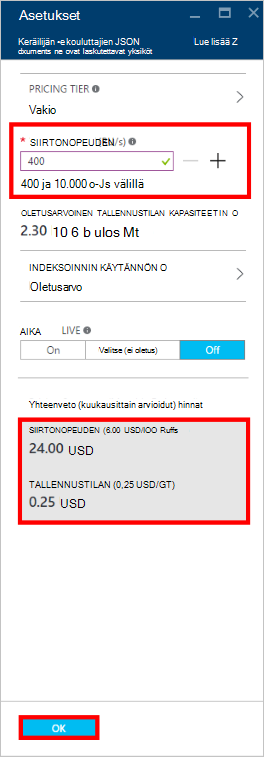 Asetukset
Keräilijän -ekouluttajien JSON
dxuments ne ovat laskutettavat yksiköt
Lue lisää Z
PRICING TIER
Vakio
* SIIRTONOPEUDEN /s)
400
400 ja 10.000 o-Js välillä
OLETUSARVOINEN TALLENNUSTILAN KAPASITEETIN O
2.30 10 6 b ulos Mt
INDEKSOINNIN KÄYTÄNNÖN O
Oletusarvo
AIKA LIVE
On
Valitse (ei oletus)
Off
Yhteenveto (kuukausittain arvioidut) hinnat
SIIRTONOPEUDEN (6.00 USD/IOO Ruffs
24.00 USD
TALLENNUSTILAN (0,25 USD/GT)
0.25 USD
OK